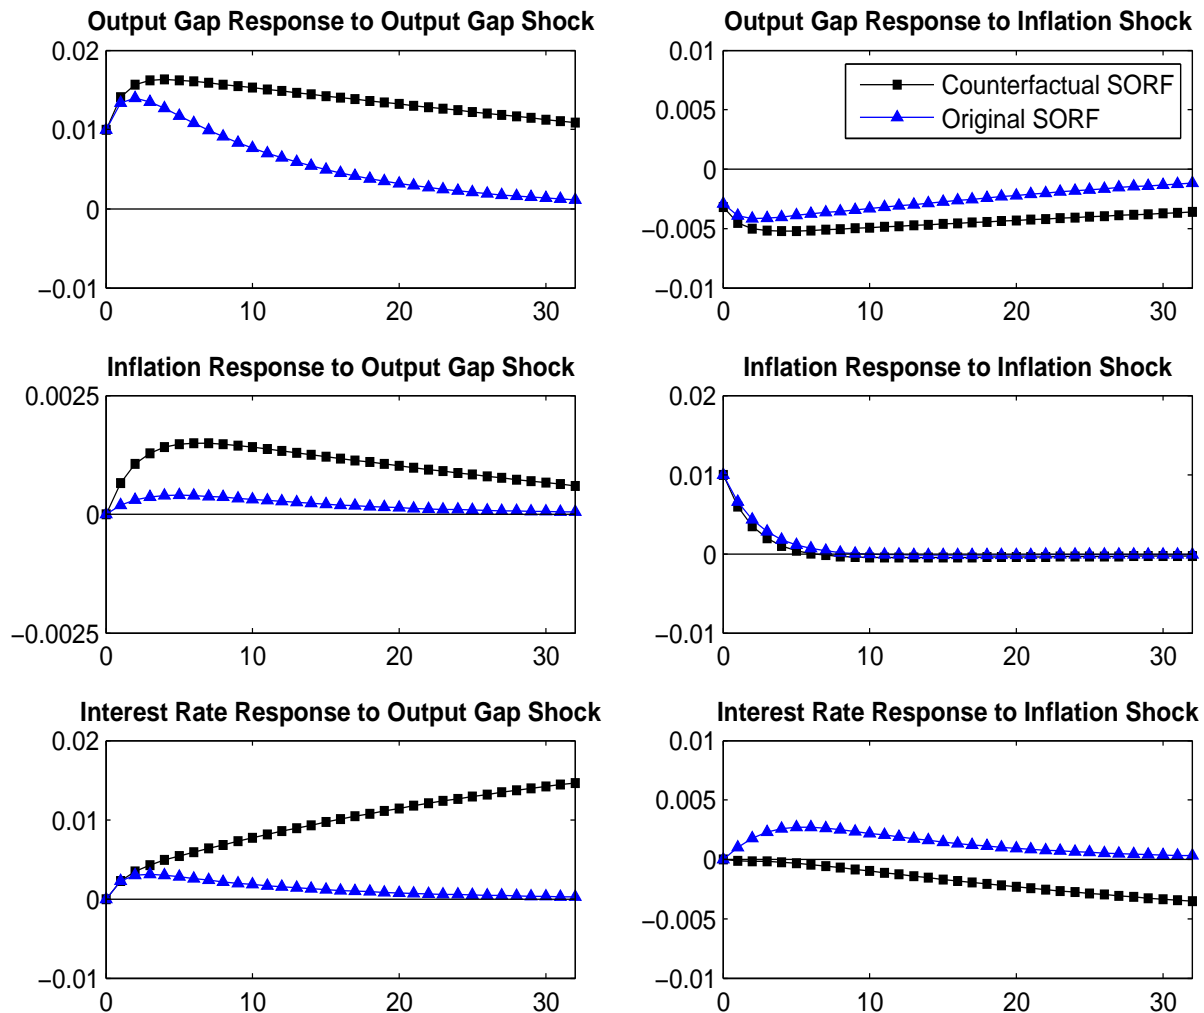 Output Gap Response to Output Gap Shock
0.02
0.01
0
−0.01
0 10 20 30
Output Gap Response to Inflation Shock
0.01
0.005
0
−0.005
−0.01
0 10 20 30
Counterfactual SORF
Original SORF
Inflation Response to Output Gap Shock
0.0025
0
−0.0025
0 10 20 30
Inflation Response to Inflation Shock
0.02
0.01
0
−0.01
0 10 20 30
Interest Rate Response to Output Gap Shock
0.02
0.01
0
−0.01
0 10 20 30
Interest Rate Response to Inflation Shock
0.01
0.005
0
−0.005
0.01
0 10 20 30